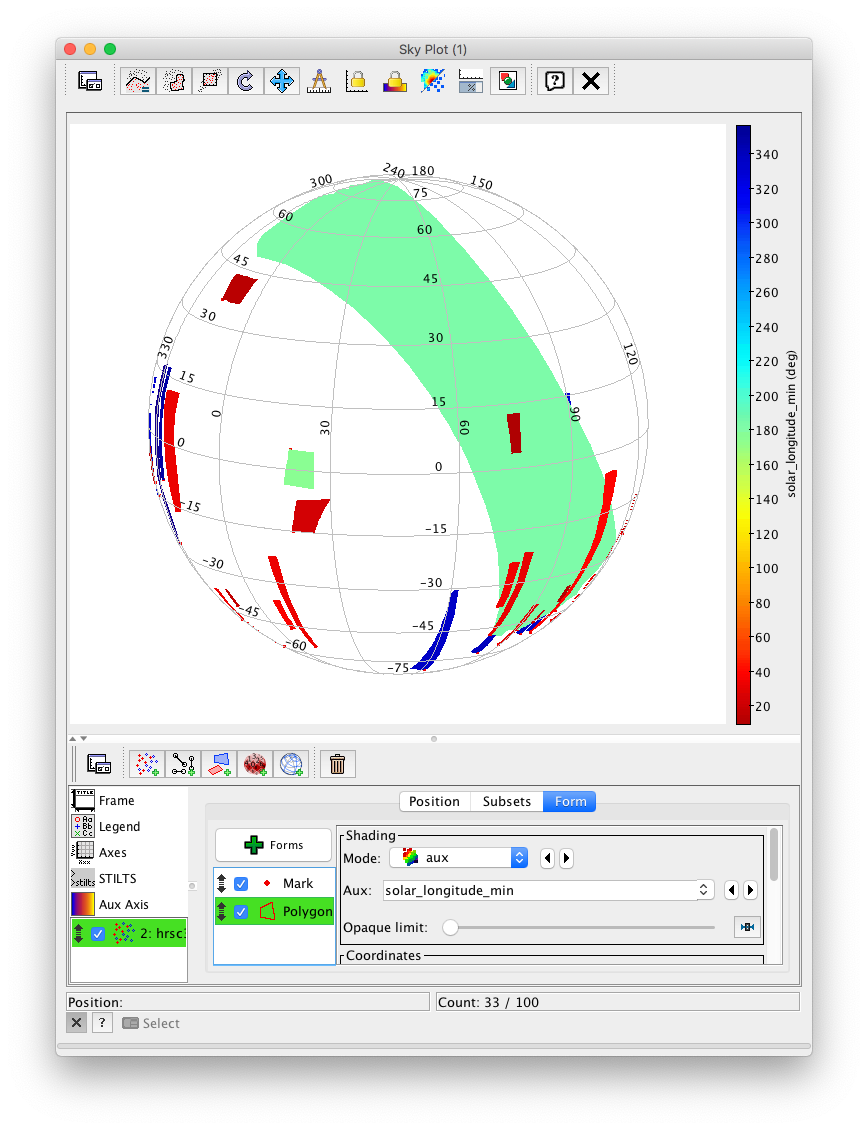 Sky Plot (1)
240 180
300 150
75
60 60
45 45
30 30
330 120
15 15
0 30 60 90
0 0
-15 -15
-30 -30
-45 -45
-60
-75
340
320
300
280
260
240
220
200
180
160
140
120
100
80
60
40
20
solar_longitude_min (deg)
Position Subsets Form
TITLE Frame
Legend
Axes
STILTS
Aux Axis
2: hrsc3
Forms
Mark
Polygon
Shading
Mode: aux
Aux: solar_longitude_min
Opaque limit:
Coordinates
Position:
Count: 33 / 100
Select